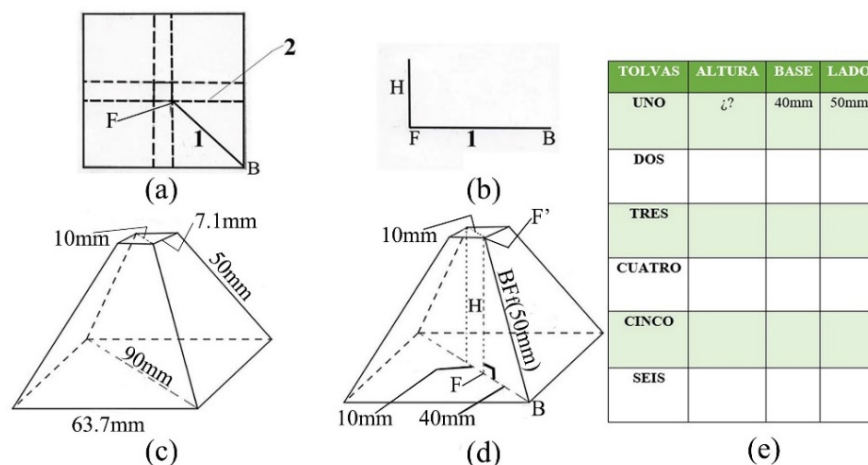 2
F
1
B
(a)
H
F
1
B
(b)
7.1mm
10mm
50mm
90mm
63.7mm
(c)
F'
10mm
BFf(50mm)
H
F
10mm
40mm
B
(d)
TOLVAS ALTURA BASE LADO
UNO ¿? 40mm 50mm
DOS
TRES
CUATRO
CINCO
SEIS
(e)